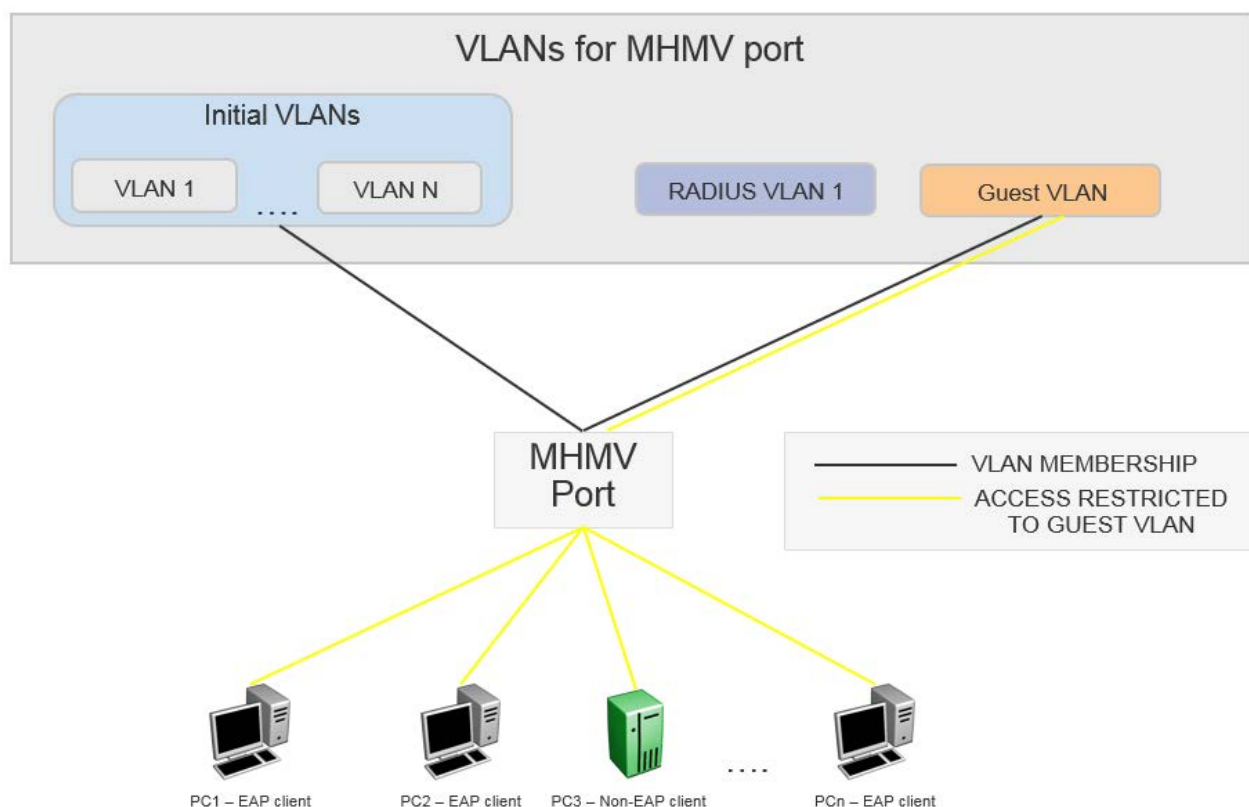 VLANs for MHMV port
Initial VLANs
VLAN 1
....
VLAN N
RADIUS VLAN 1
Guest VLAN
MHMV
Port
VLAN MEMBERSHIP
ACCESS RESTRICTED
TO GUEST VLAN
....
PC1 – EAP client
PC2 – EAP client
PC3 – Non-EAP client
PCn – EAP client